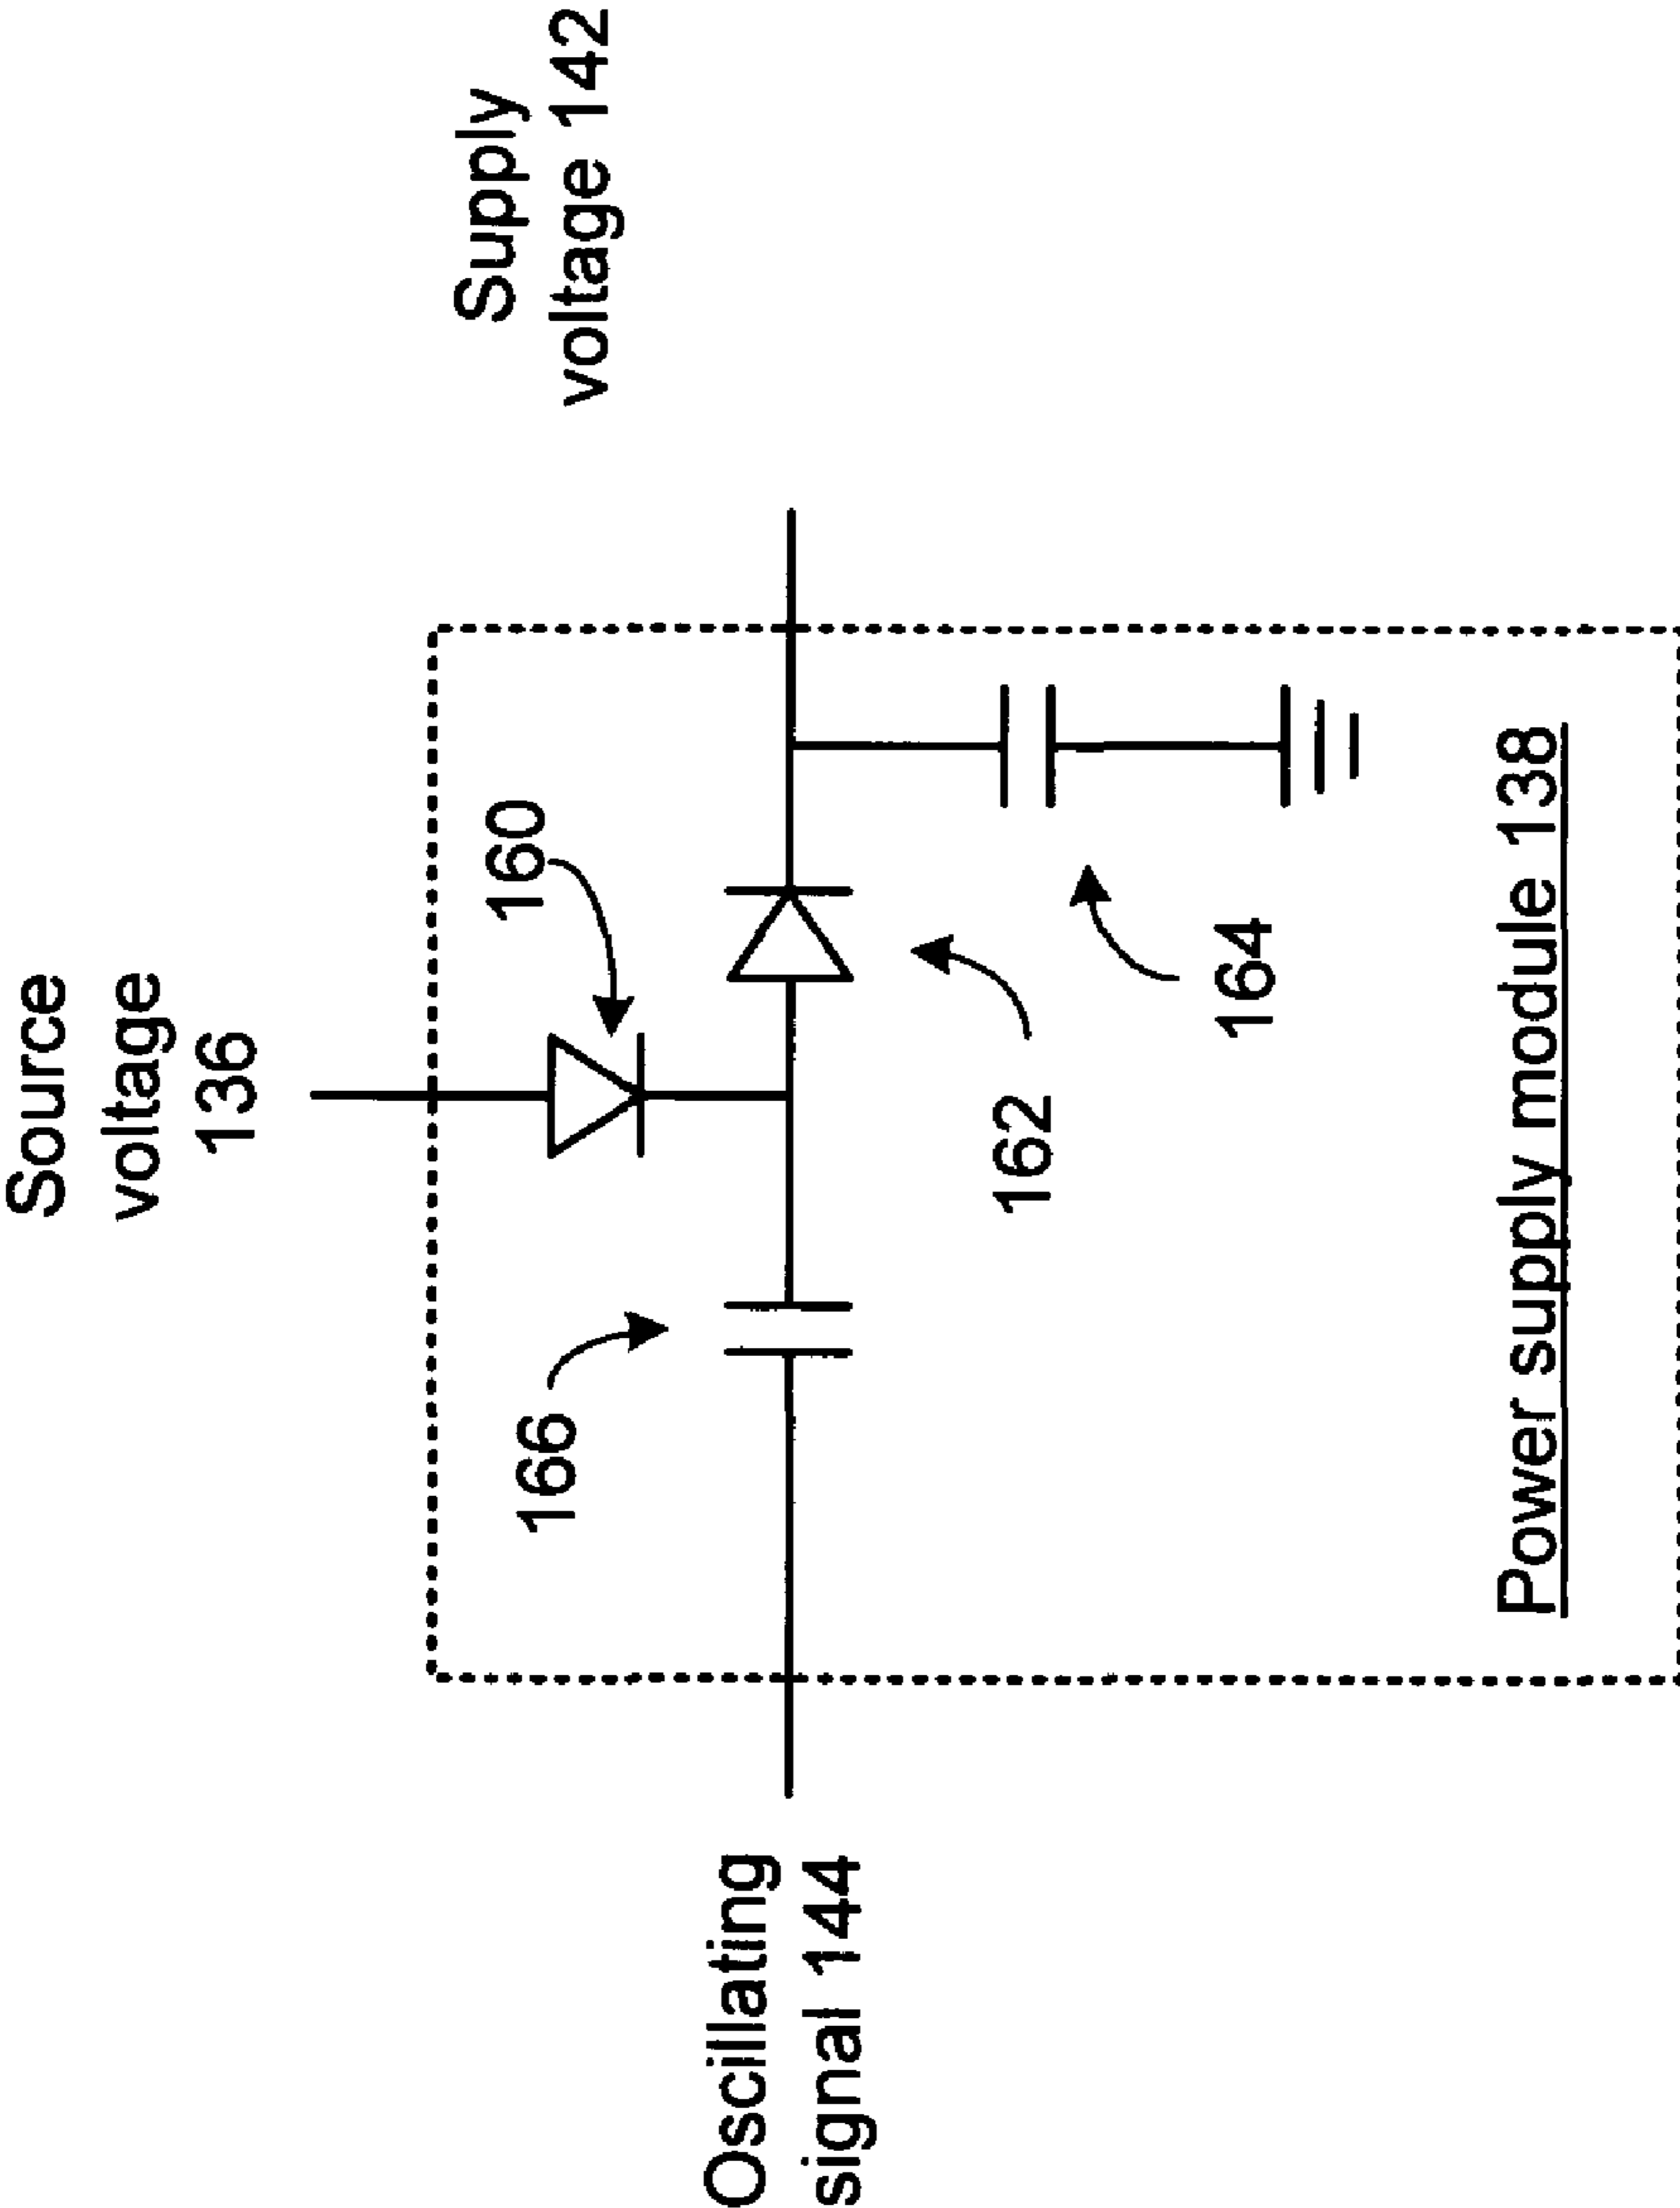 Source
voltage
136
Supply
voltage 142
160
166
162
164
Oscillating
signal 144
Power supply module 138